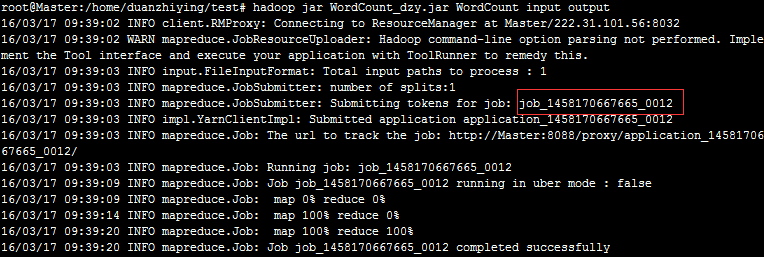 root@Master:/home/duanzhiying/test# hadoop jar WordCount_dzy.jar WordCount input output
16/03/17 09:39:02 INFO client.RMProxy: Connecting to ResourceManager at Master/222.31.101.56:8032
16/03/17 09:39:02 WARN mapreduce.JobResourceUploader: Hadoop command-line option parsing not performed. Imple
ment the Tool interface and execute your application with ToolRunner to remedy this.
16/03/17 09:39:03 INFO input.FileInputFormat: Total input paths to process : 1
16/03/17 09:39:03 INFO mapreduce.JobSubmitter: number of splits:1
16/03/17 09:39:03 INFO mapreduce.JobSubmitter: Submitting tokens for job: job_1458170667665_0012
16/03/17 09:39:03 INFO impl.YarnClientImpl: Submitted application application_1458170667665_0012
16/03/17 09:39:03 INFO mapreduce.Job: The url to track the job: http://Master:8088/proxy/application_14581706
67665_0012/
16/03/17 09:39:03 INFO mapreduce.Job: Running job: job_1458170667665_0012
16/03/17 09:39:09 INFO mapreduce.Job: Job job_1458170667665_0012 running in uber mode : false
16/03/17 09:39:09 INFO mapreduce.Job:  map 0% reduce 0%
16/03/17 09:39:14 INFO mapreduce.Job:  map 100% reduce 0%
16/03/17 09:39:20 INFO mapreduce.Job:  map 100% reduce 100%
16/03/17 09:39:20 INFO mapreduce.Job: Job job_1458170667665_0012 completed successfully